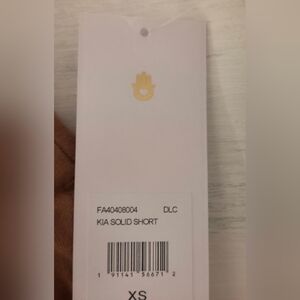 FA40408004 DLC
KIA SOLID SHORT
1 91141 56671 2
XS